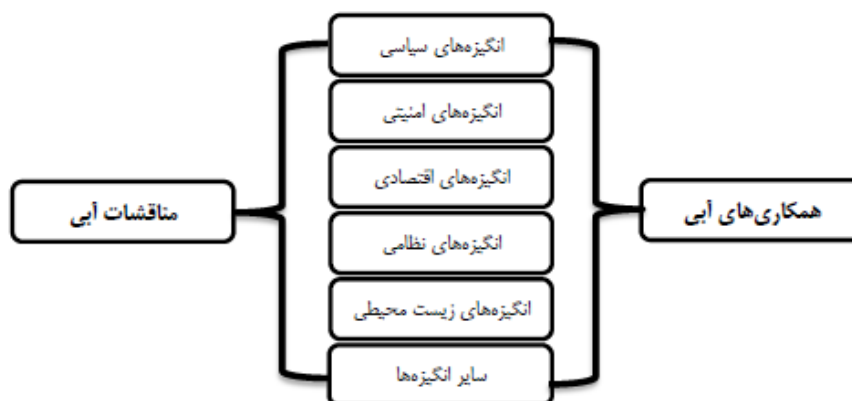 همکاری‌های آبی
انگیزه‌های سیاسی
انگیزه‌های امنیتی
انگیزه‌های اقتصادی
انگیزه‌های نظامی
انگیزه‌های زیست محیطی
سایر انگیزه‌ها
مناقشات آبی